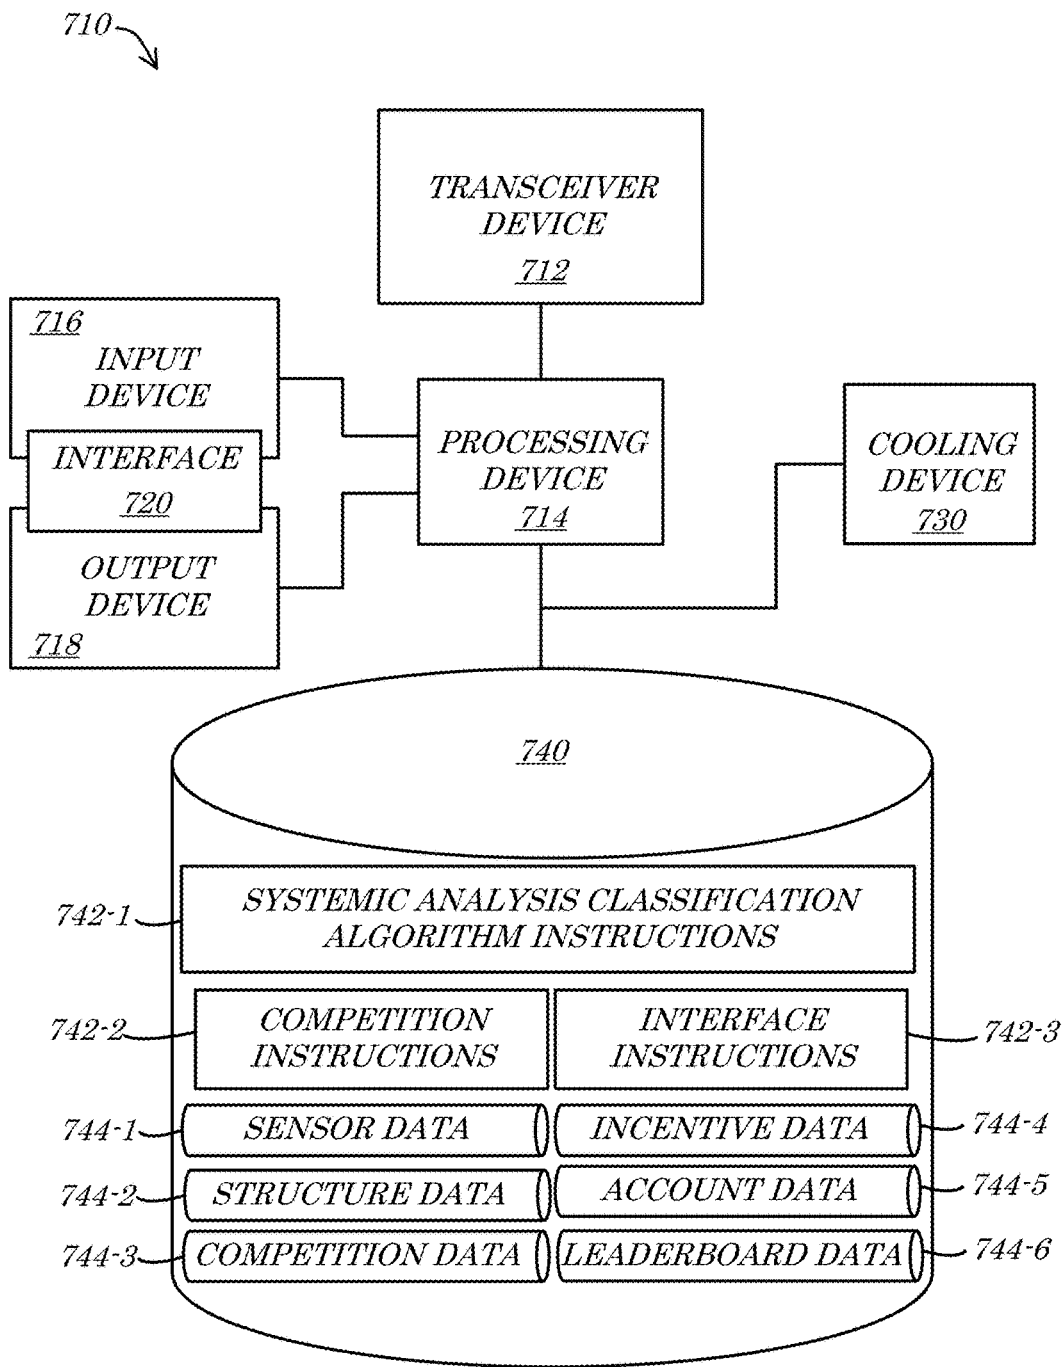 710
TRANSCEIVER
DEVICE
712
716
INPUT
DEVICE
INTERFACE
720
OUTPUT
DEVICE
718
PROCESSING
DEVICE
714
COOLING
DEVICE
730
740
742-1
SYSTEMIC ANALYSIS CLASSIFICATION
ALGORITHM INSTRUCTIONS
742-2
COMPETITION
INSTRUCTIONS
INTERFACE
INSTRUCTIONS
742-3
744-1
SENSOR DATA
INCENTIVE DATA
744-4
744-2
STRUCTURE DATA
ACCOUNT DATA
744-5
744-3
COMPETITION DATA
LEADERBOARD DATA
744-6